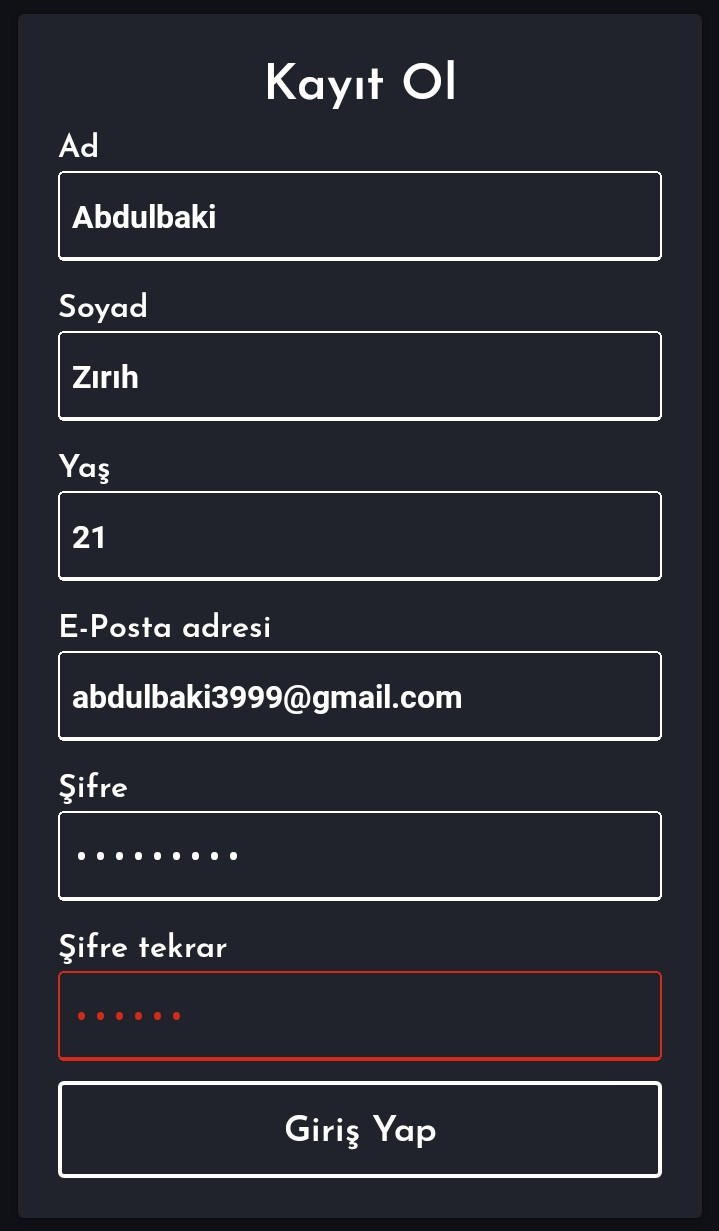 Kayıt Ol
Ad
Abdulbaki
Soyad
Zırıh
Yaş
21
E-Posta adresi
abdulbaki3999@gmail.com
Şifre
•••••••••
Şifre tekrar
••••••
Giriş Yap